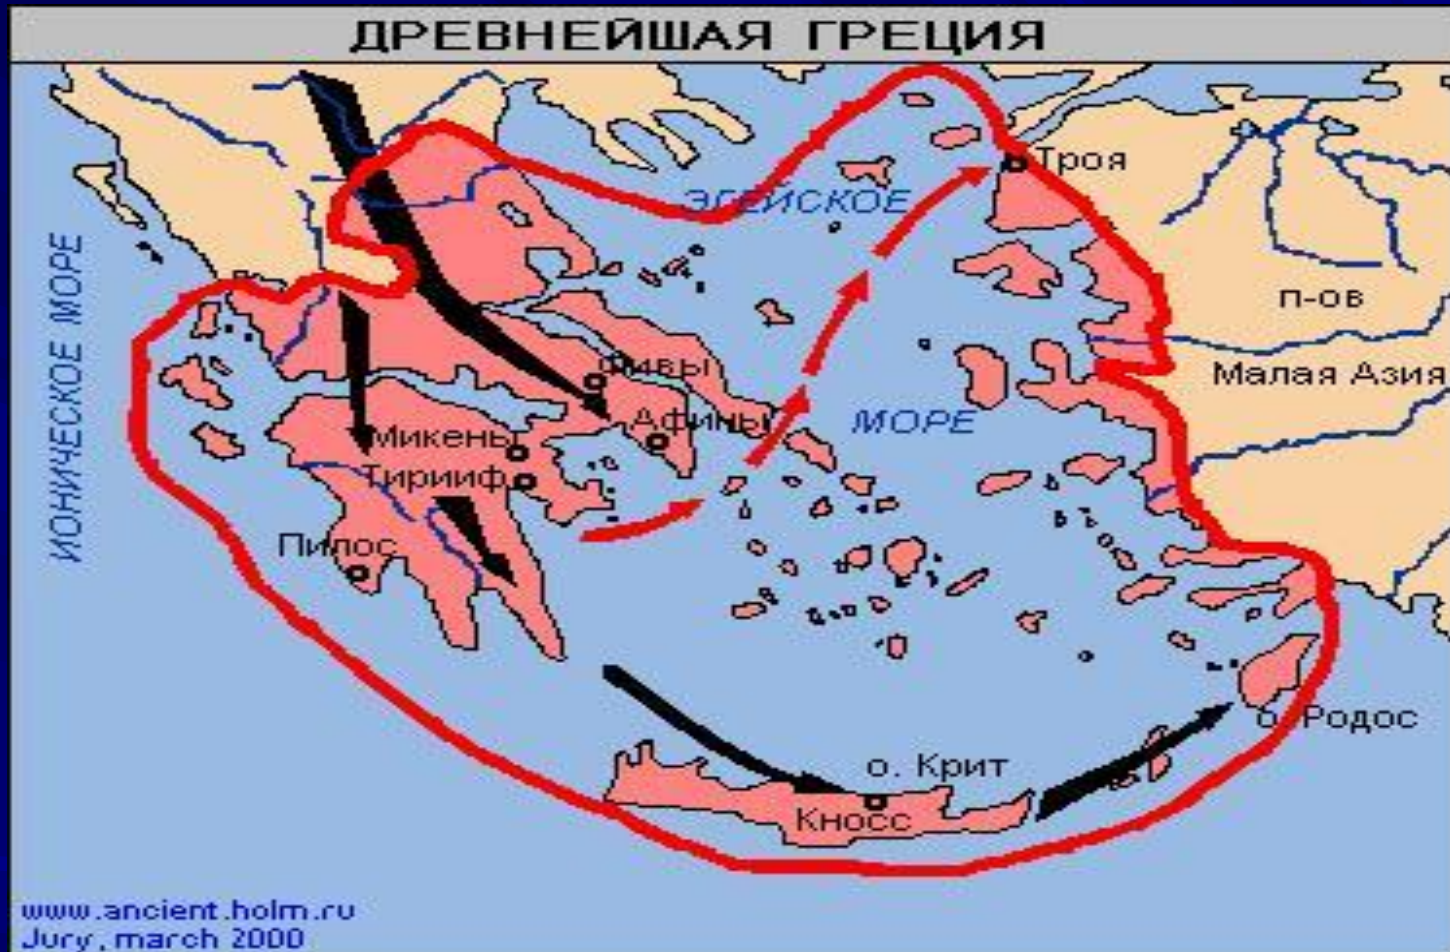 ДРЕВНЕЙШАЯ ГРЕЦИЯ
Троя
ЭГЕЙСКОЕ
ИОНИЧЕСКОЕ МОРЕ
п-ов
Малая Азия
Фивы
Афины
МОРЕ
Микены
Тирииф
Пилос
о. Родос
о. Крит
Кносс
www.ancient.holm.ru
Jury, march 2000